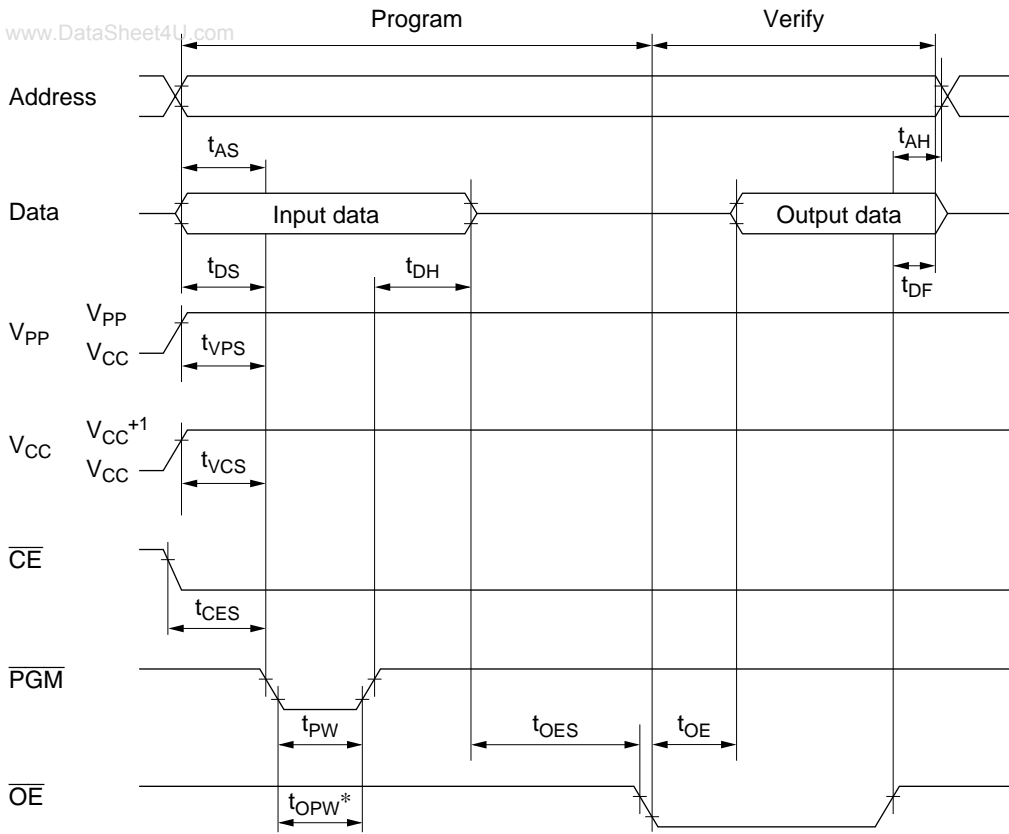 Program Verify
www.DataSheet4U.com
Address
tAS tAH
Data Input data Output data
tDS tDH tDF
VPP VPP
VCC
tVPS
VCC VCC+1
VCC
tVCS
CE
tCES
PGM
tPW tOES tOE
OE
tOPW*